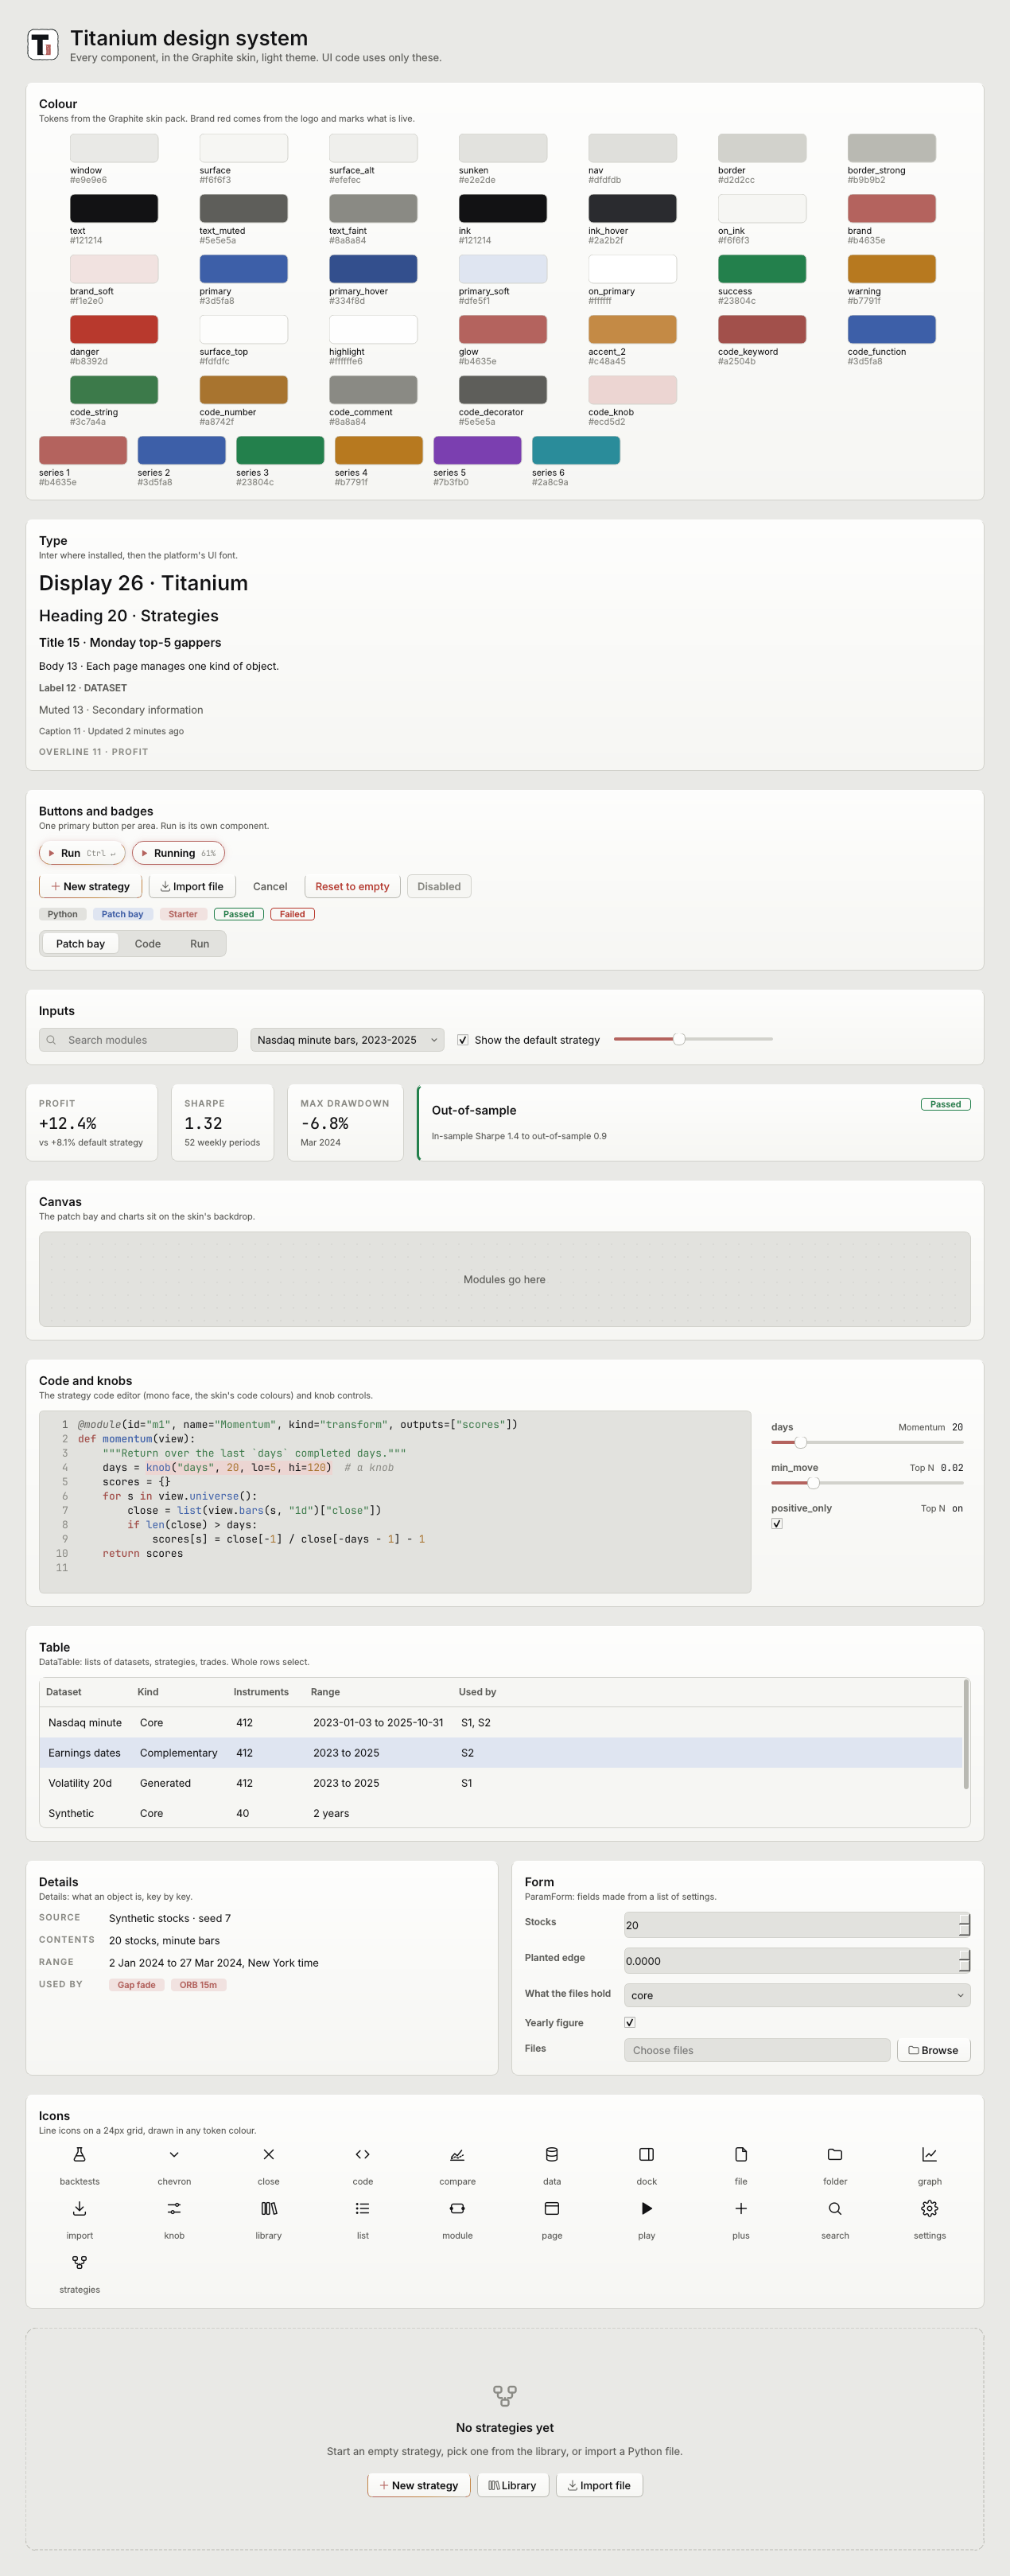 Titanium design system
Every component, in the Graphite skin, light theme. UI code uses only these.
Colour
Tokens from the Graphite skin pack. Brand red comes from the logo and marks what is live.
window surface surface_alt sunken nav border border_strong
#e9e9e6 #f6f6f3 #efefec #e2e2de #dfdfdb #d2d2cc #b9b9b2
text text_muted text_faint ink ink_hover on_ink brand
#121214 #5e5e5a #8a8a84 #121214 #2a2b2f #f6f6f3 #b4635e
brand_soft primary primary_hover primary_soft on_primary success warning
#f1e2e0 #3d5fa8 #334f8d #dfe5f1 #ffffff #23804c #b7791f
danger surface_top highlight glow accent_2 code_keyword code_function
#b8392d #fdfdfc #ffffffe6 #b4635e #c48a45 #a2504b #3d5fa8
code_string code_number code_comment code_decorator code_knob
#3c7a4a #a8742f #8a8a84 #5e5e5a #ecd5d2
series 1 series 2 series 3 series 4 series 5 series 6
#b4635e #3d5fa8 #23804c #b7791f #7b3fb0 #2a8c9a
Type
Inter where installed, then the platform's UI font.
Display 26 · Titanium
Heading 20 · Strategies
Title 15 · Monday top-5 gappers
Body 13 · Each page manages one kind of object.
Label 12 · DATASET
Muted 13 · Secondary information
Caption 11 · Updated 2 minutes ago
OVERLINE 11 · PROFIT
Buttons and badges
One primary button per area. Run is its own component.
Run Ctrl ↵ Running 61%
New strategy Import file Cancel Reset to empty Disabled
Python Patch bay Starter Passed Failed
Patch bay Code Run
Inputs
Search modules Nasdaq minute bars, 2023-2025 Show the default strategy
PROFIT SHARPE MAX DRAWDOWN Out-of-sample Passed
+12.4% 1.32 -6.8%
vs +8.1% default strategy 52 weekly periods Mar 2024 In-sample Sharpe 1.4 to out-of-sample 0.9
Canvas
The patch bay and charts sit on the skin's backdrop.
Modules go here
Code and knobs
The strategy code editor (mono face, the skin's code colours) and knob controls.
1 @module(id="m1", name="Momentum", kind="transform", outputs=["scores"])
2 def momentum(view):
3 """Return over the last `days` completed days."""
4 days = knob("days", 20, lo=5, hi=120) # a knob
5 scores = {}
6 for s in view.universe():
7 close = list(view.bars(s, "1d")["close"])
8 if len(close) > days:
9 scores[s] = close[-1] / close[-days - 1] - 1
10 return scores
11
days Momentum 20
min_move Top N 0.02
positive_only Top N on
Table
DataTable: lists of datasets, strategies, trades. Whole rows select.
Dataset Kind Instruments Range Used by
Nasdaq minute Core 412 2023-01-03 to 2025-10-31 S1, S2
Earnings dates Complementary 412 2023 to 2025 S2
Volatility 20d Generated 412 2023 to 2025 S1
Synthetic Core 40 2 years
Details
Details: what an object is, key by key.
SOURCE Synthetic stocks · seed 7
CONTENTS 20 stocks, minute bars
RANGE 2 Jan 2024 to 27 Mar 2024, New York time
USED BY Gap fade ORB 15m
Form
ParamForm: fields made from a list of settings.
Stocks 20
Planted edge 0.0000
What the files hold core
Yearly figure
Files Choose files Browse
Icons
Line icons on a 24px grid, drawn in any token colour.
backtests chevron close code compare data dock file folder graph
import knob library list module page play plus search settings
strategies
No strategies yet
Start an empty strategy, pick one from the library, or import a Python file.
New strategy Library Import file